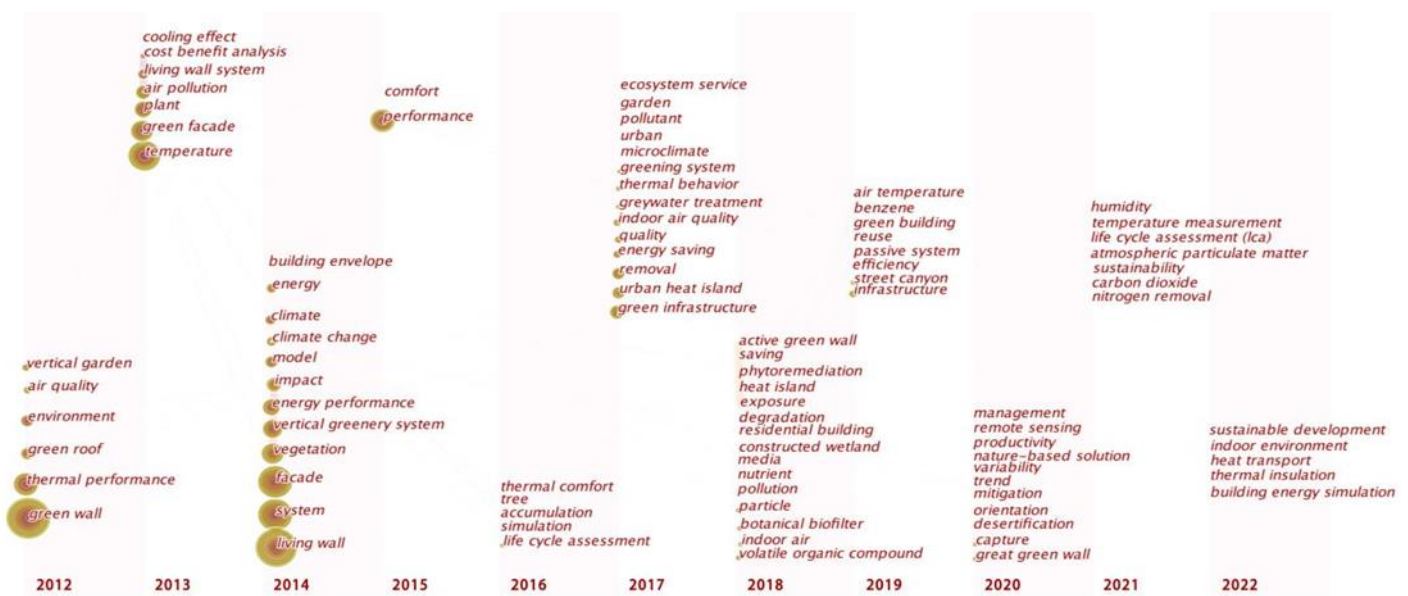 cooling effect
cost benefit analysis
living wall system
air pollution
plant
green facade
temperature
comfort
performance
ecosystem service
garden
pollutant
urban
microclimate
greening system
thermal behavior
greywater treatment
indoor air quality
quality
energy saving
removal
urban heat island
green infrastructure
air temperature
benzene
green building
reuse
passive system
efficiency
street canyon
infrastructure
humidity
temperature measurement
life cycle assessment (lca)
atmospheric particulate matter
sustainability
carbon dioxide
nitrogen removal
building envelope
energy
climate
climate change
model
impact
energy performance
vertical greenery system
vegetation
facade
system
living wall
vertical garden
air quality
environment
green roof
thermal performance
green wall
thermal comfort
tree
accumulation
simulation
life cycle assessment
active green wall
saving
phytoremediation
heat island
exposure
degradation
residential building
constructed wetland
media
nutrient
pollution
particle
botanical biofilter
indoor air
volatile organic compound
management
remote sensing
productivity
nature-based solution
variability
trend
mitigation
orientation
desertification
capture
great green wall
sustainable development
indoor environment
heat transport
thermal insulation
building energy simulation
2012 2013 2014 2015 2016 2017 2018 2019 2020 2021 2022